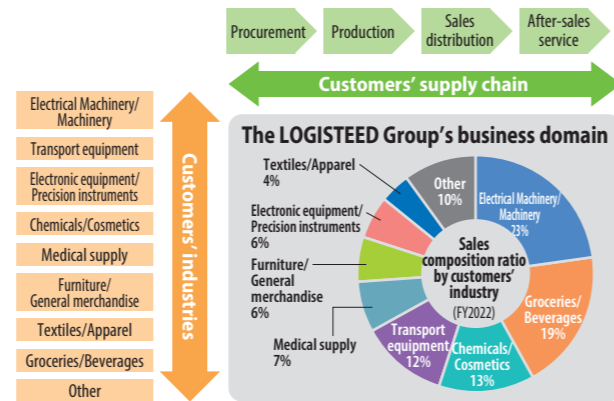 Procurement
Production
Sales
distribution
After-sales
service
Customers' supply chain
Electrical Machinery/
Machinery
Transport equipment
Electronic equipment/
Precision instruments
Chemicals/Cosmetics
Medical supply
Furniture/
General merchandise
Textiles/Apparel
Groceries/Beverages
Other
Customers' industries
The LOGISTEED Group's business domain
Electrical Machinery/
Machinery
23%
Groceries/
Beverages
19%
Chemicals/
Cosmetics
13%
Transport
equipment
12%
Medical supply
7%
Furniture/
General
merchandise
6%
Electronic equipment/
Precision instruments
6%
Textiles/Apparel
4%
Other
10%
Sales
composition ratio
by customers'
industry
(FY2022)